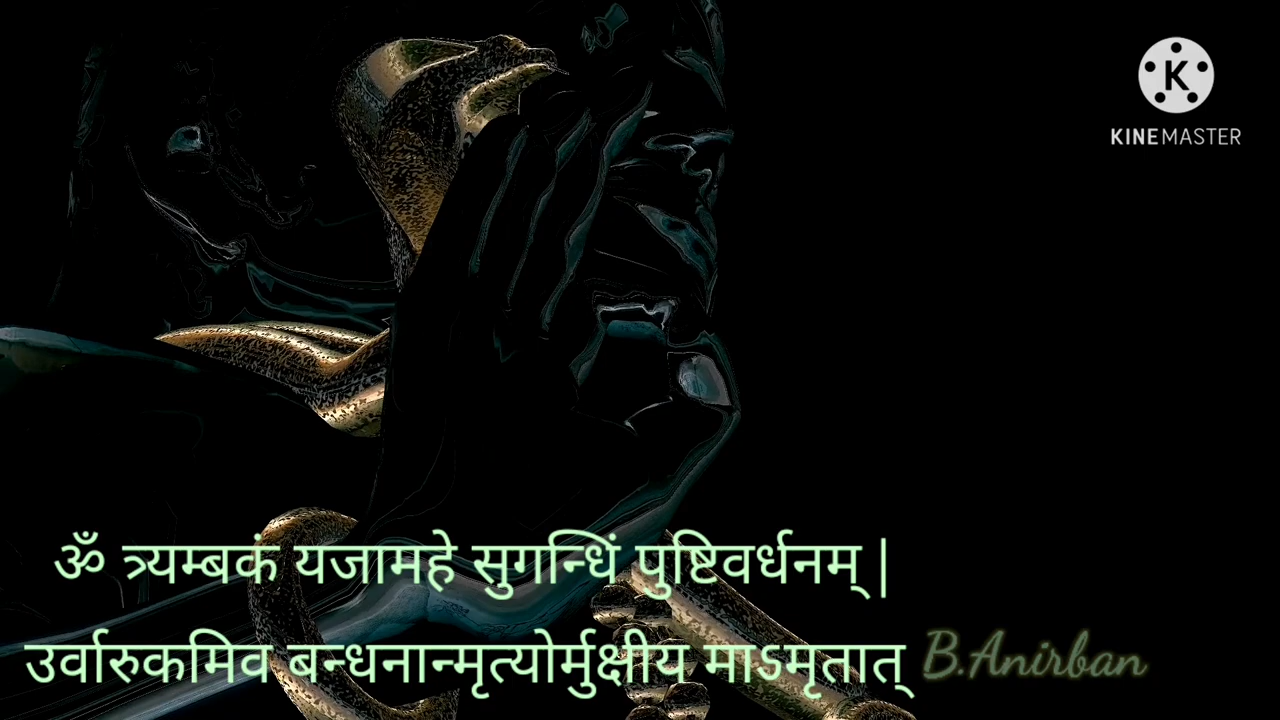 KINEMASTER
ॐ त्र्यम्बकं यजामहे सुगन्धिं पुष्टिवर्धनम् |
उर्वारुकमिव बन्धनान्मृत्योर्मुक्षीय माऽमृतात्
B.Anirban